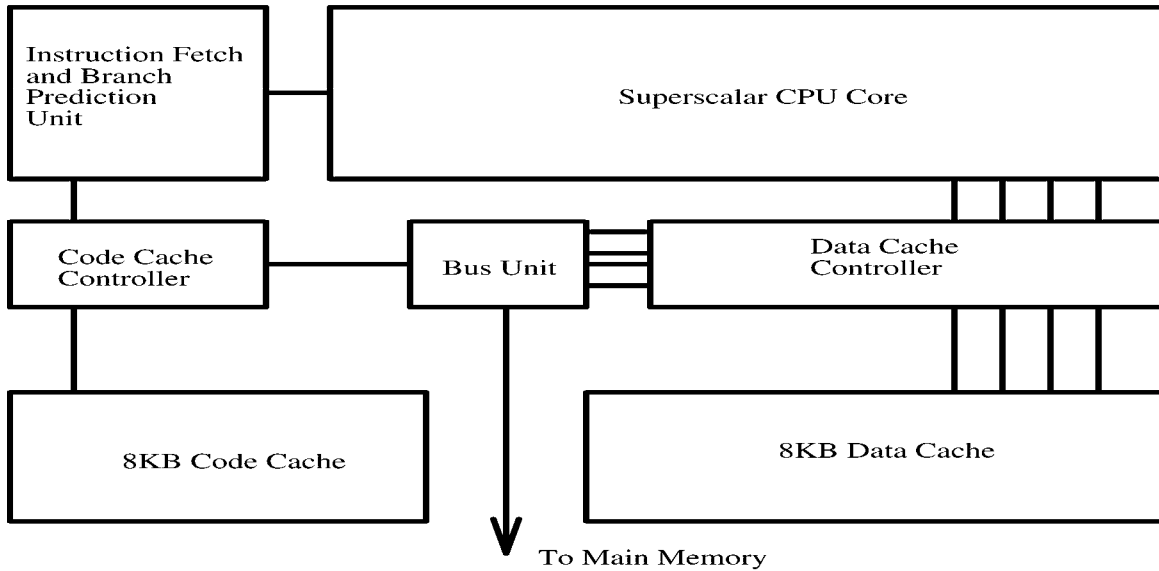 Instruction Fetch
and Branch
Prediction
Unit
Superscalar CPU Core
Code Cache
Controller
Bus Unit
Data Cache
Controller
8KB Code Cache
8KB Data Cache
To Main Memory